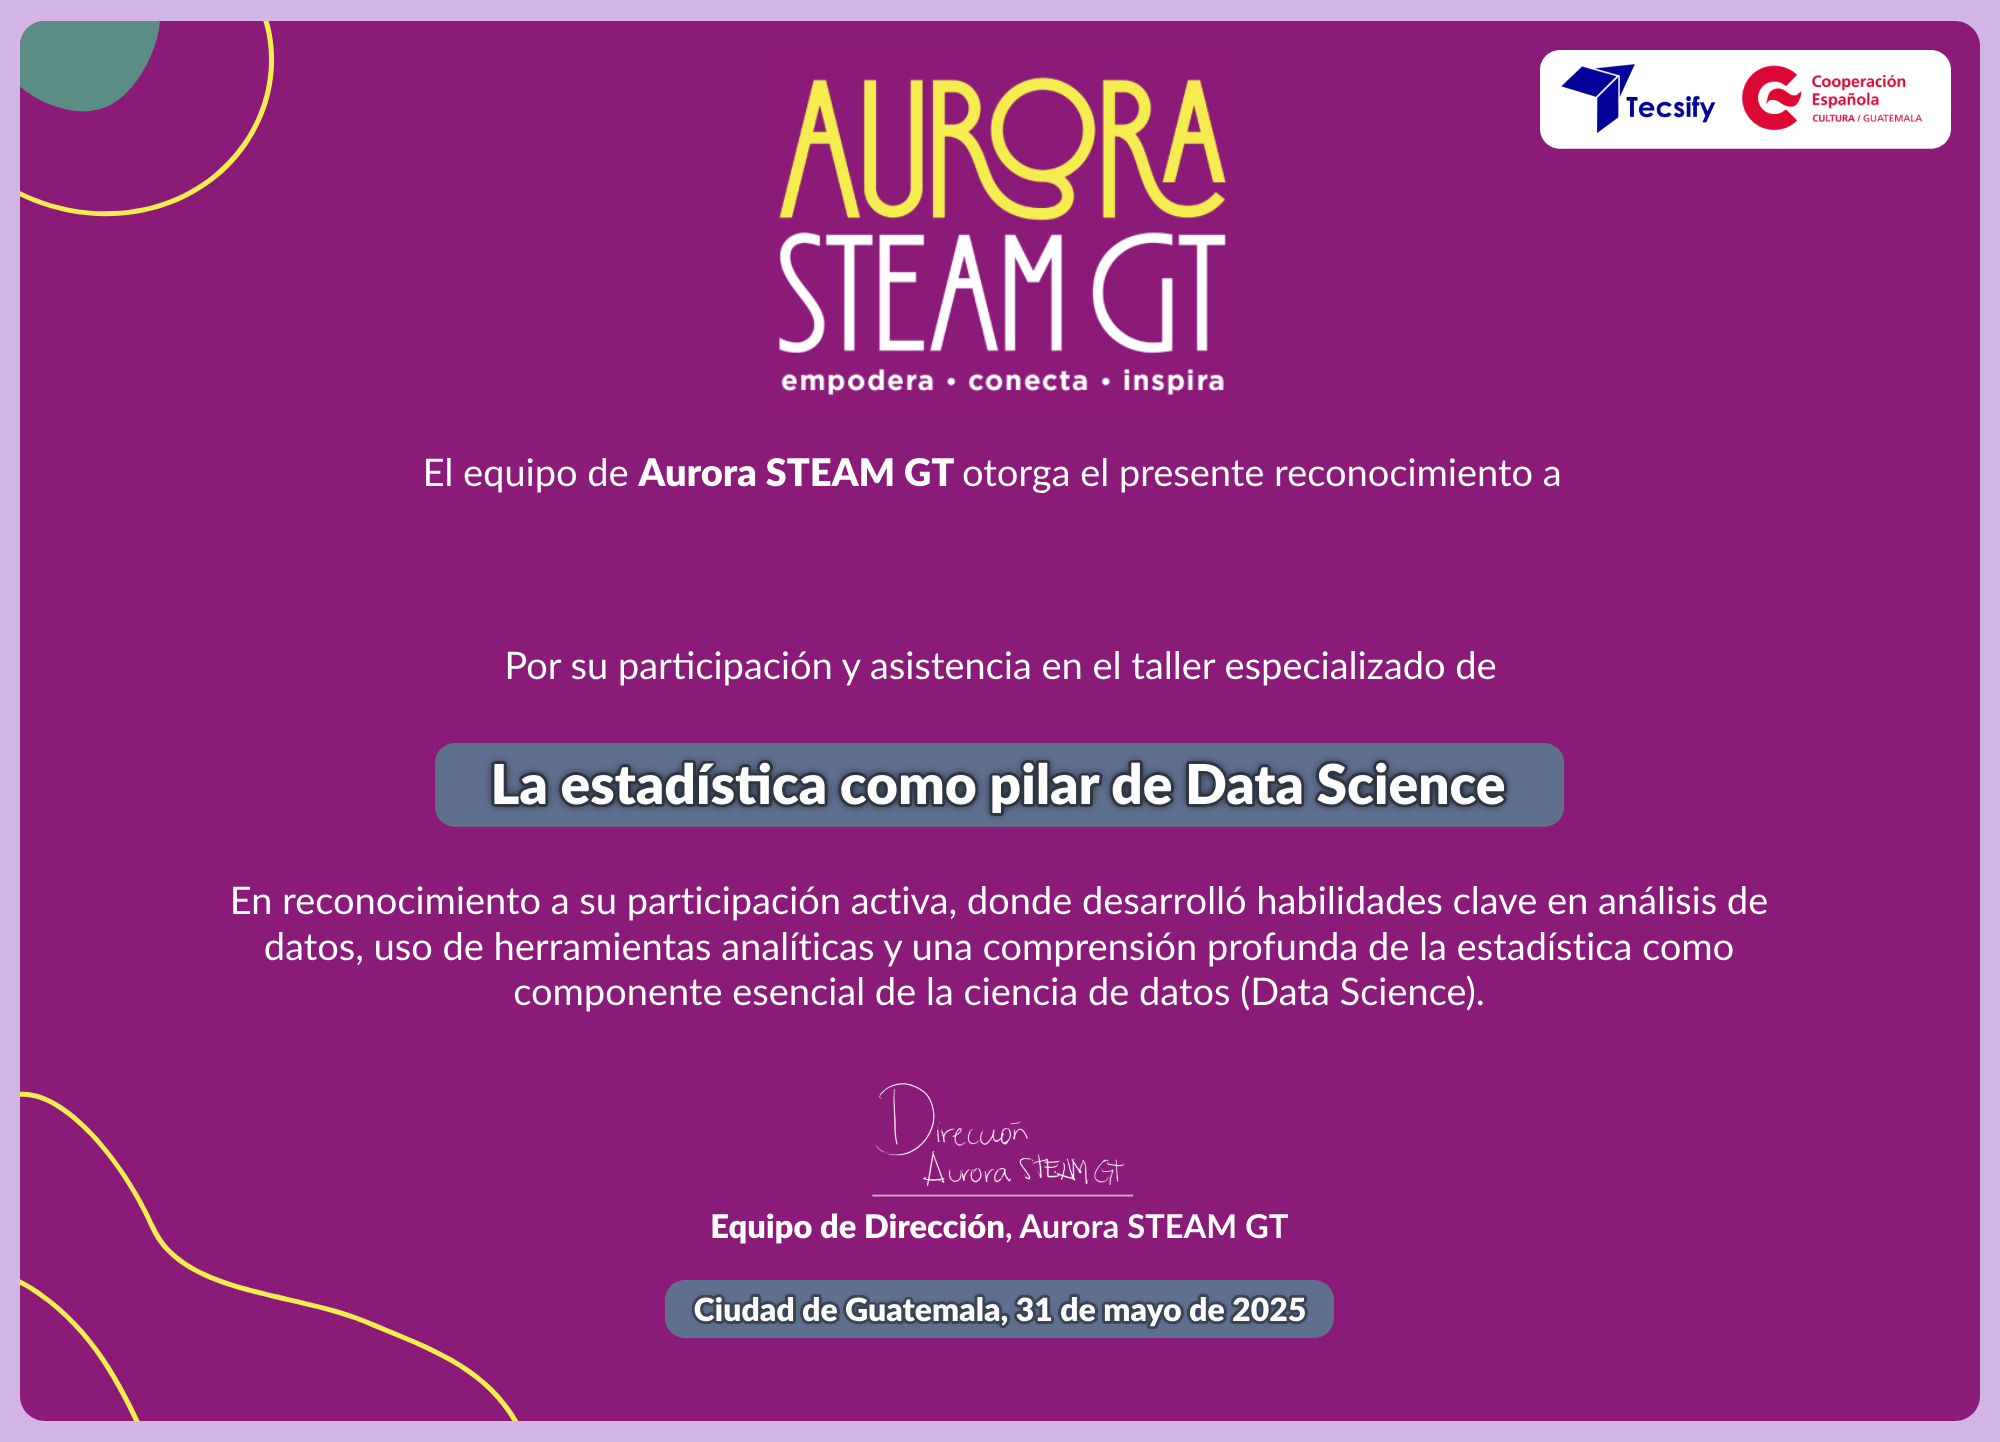 AURORA
STEAM GT
empodera • conecta • inspira
Tecsify
Cooperación
Española
CULTURA / GUATEMALA
El equipo de Aurora STEAM GT otorga el presente reconocimiento a
Por su participación y asistencia en el taller especializado de
La estadística como pilar de Data Science
En reconocimiento a su participación activa, donde desarrolló habilidades clave en análisis de
datos, uso de herramientas analíticas y una comprensión profunda de la estadística como
componente esencial de la ciencia de datos (Data Science).
Dirección
Aurora STEAM GT
Equipo de Dirección, Aurora STEAM GT
Ciudad de Guatemala, 31 de mayo de 2025